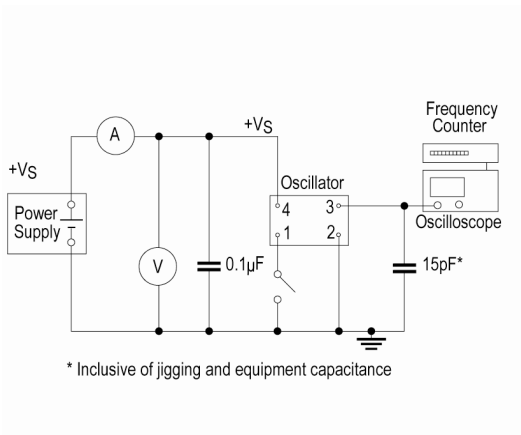 Frequency
Counter
A
+VS
+VS
Oscillator
4
3
Power
Supply
1
2
Oscilloscope
V
0.1µF
15pF*
* Inclusive of jigging and equipment capacitance